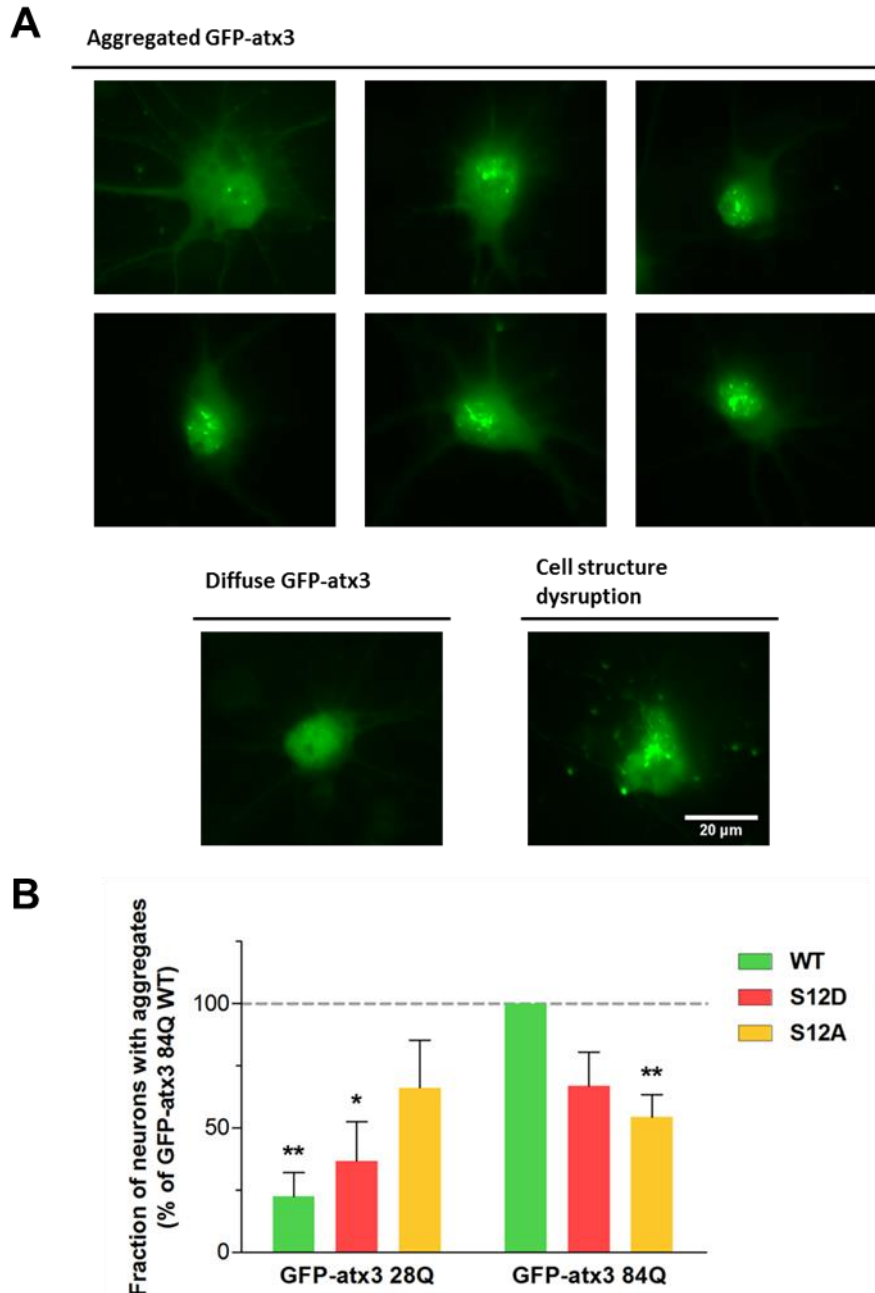 A
Aggregated GFP-atx3
Diffuse GFP-atx3
Cell structure
dysruption
20 µm
B
Fraction of neurons with aggregates
(% of GFP-atx3 84Q WT)
100
50
0
**
*
**
WT
S12D
S12A
GFP-atx3 28Q
GFP-atx3 84Q